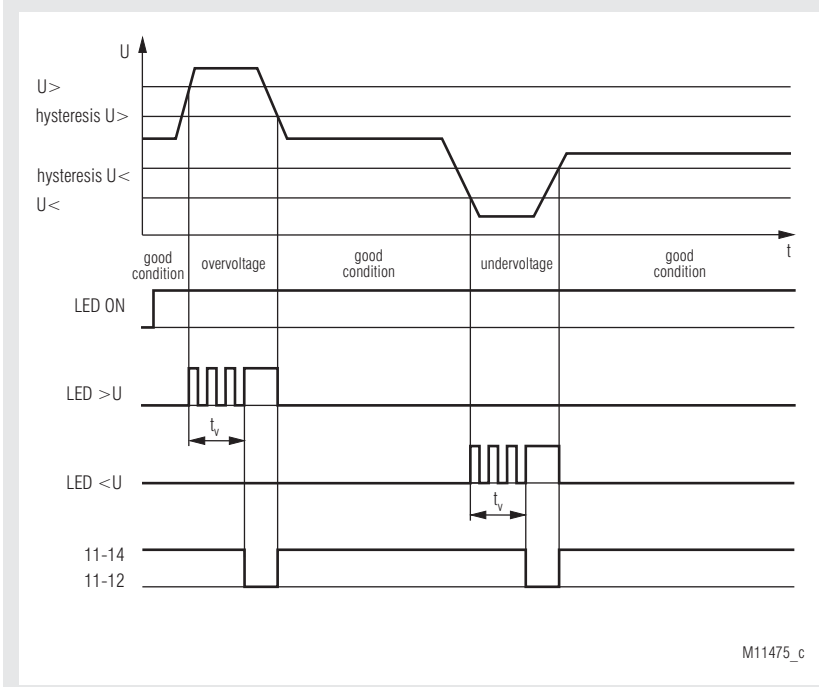 U
U>
hysteresis U>
hysteresis U<
U<
t
good condition
overvoltage
good condition
undervoltage
good condition
LED ON
LED >U
tv
LED <U
tv
11-14
11-12
M11475_c